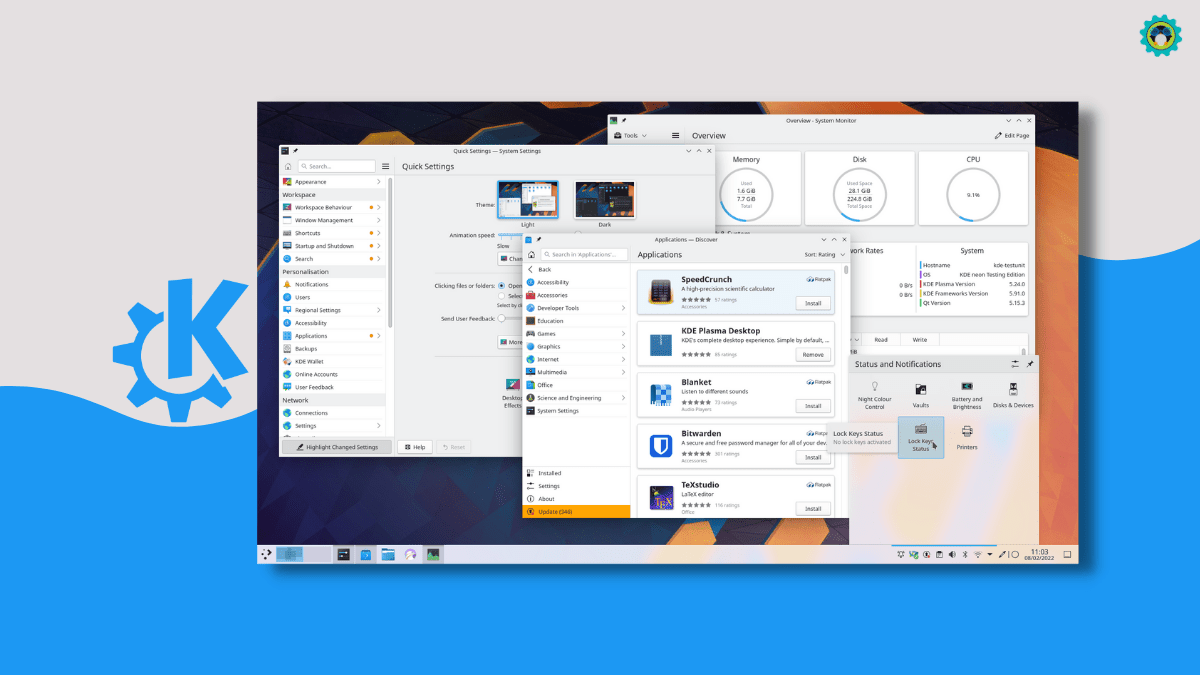 Overview - System Monitor
Tools
Overview
Edit Page
Memory
Used
1.6 GiB
7.7 GiB
Total
Disk
Used Space
28.1 GiB
224.8 GiB
Total Space
CPU
9.1%
work Rates
0 B/s
0 B/s
System
Hostname kde-testunit
OS KDE neon Testing Edition
KDE Plasma Version 5.24.0
KDE Frameworks Version 5.91.0
Qt Version 5.15.3
Read
Write
Quick Settings — System Settings
Search...
Quick Settings
Appearance
Workspace
Workspace Behaviour
Window Management
Shortcuts
Startup and Shutdown
Search
Personalisation
Notifications
Users
Regional Settings
Accessibility
Applications
Backups
KDE Wallet
Online Accounts
User Feedback
Network
Connections
Settings
Highlight Changed Settings
Help
Reset
Theme:
Light
Dark
Animation speed:
Slow
Chan
Clicking files or folders:
Open
Selec
Select by d
Send User Feedback:
More
Deskto
Effects
Applications — Discover
Search in 'Applications'...
Applications
Sort: Rating
Back
Accessibility
Accessories
Developer Tools
Education
Games
Graphics
Internet
Multimedia
Office
Science and Engineering
System Settings
Installed
Settings
About
Update (346)
SpeedCrunch
Flatpak
A high-precision scientific calculator
57 ratings
Accessories
Install
KDE Plasma Desktop
KDE's complete desktop experience. Simple by default, ...
65 ratings
Remove
Blanket
Flatpak
Listen to different sounds
73 ratings
Audio Players
Install
Bitwarden
Flatp
A secure and free password manager for all of your dev
361 ratings
Accessories
Install
TeXstudio
Flatpak
LaTeX editor
116 ratings
Office
Install
Status and Notifications
Night Colour
Control
Vaults
Battery and
Brightness
Disks & Devices
Lock Keys
Status
Printers
Lock Keys Status
No lock keys activated
11:03
08/02/2022